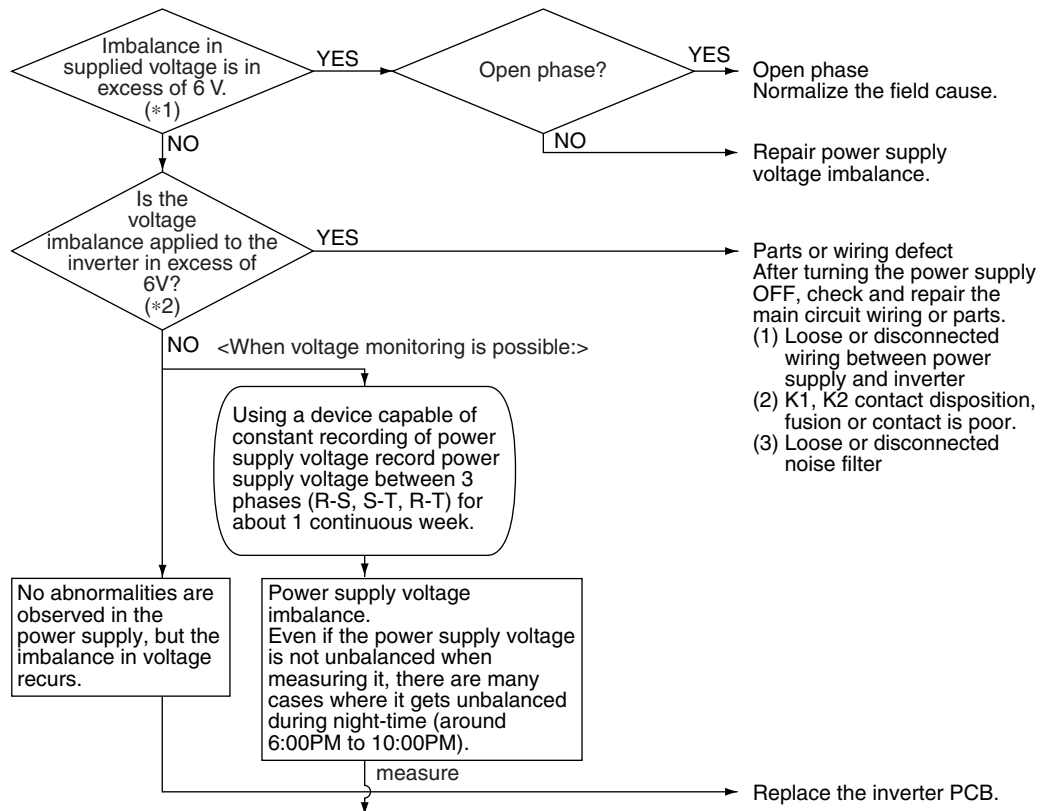 Imbalance in
supplied voltage is in
excess of 6 V.
(*1)
YES
Open phase?
YES
Open phase
Normalize the field cause.
NO
NO
Repair power supply
voltage imbalance.
Is the
voltage
imbalance applied to the
inverter in excess of
6V?
(*2)
YES
Parts or wiring defect
After turning the power supply
OFF, check and repair the
main circuit wiring or parts.
(1) Loose or disconnected
wiring between power
supply and inverter
(2) K1, K2 contact disposition,
fusion or contact is poor.
(3) Loose or disconnected
noise filter
NO <When voltage monitoring is possible:>
Using a device capable of
constant recording of power
supply voltage record power
supply voltage between 3
phases (R-S, S-T, R-T) for
about 1 continuous week.
No abnormalities are
observed in the
power supply, but the
imbalance in voltage
recurs.
Power supply voltage
imbalance.
Even if the power supply voltage
is not unbalanced when
measuring it, there are many
cases where it gets unbalanced
during night-time (around
6:00PM to 10:00PM).
measure
Replace the inverter PCB.